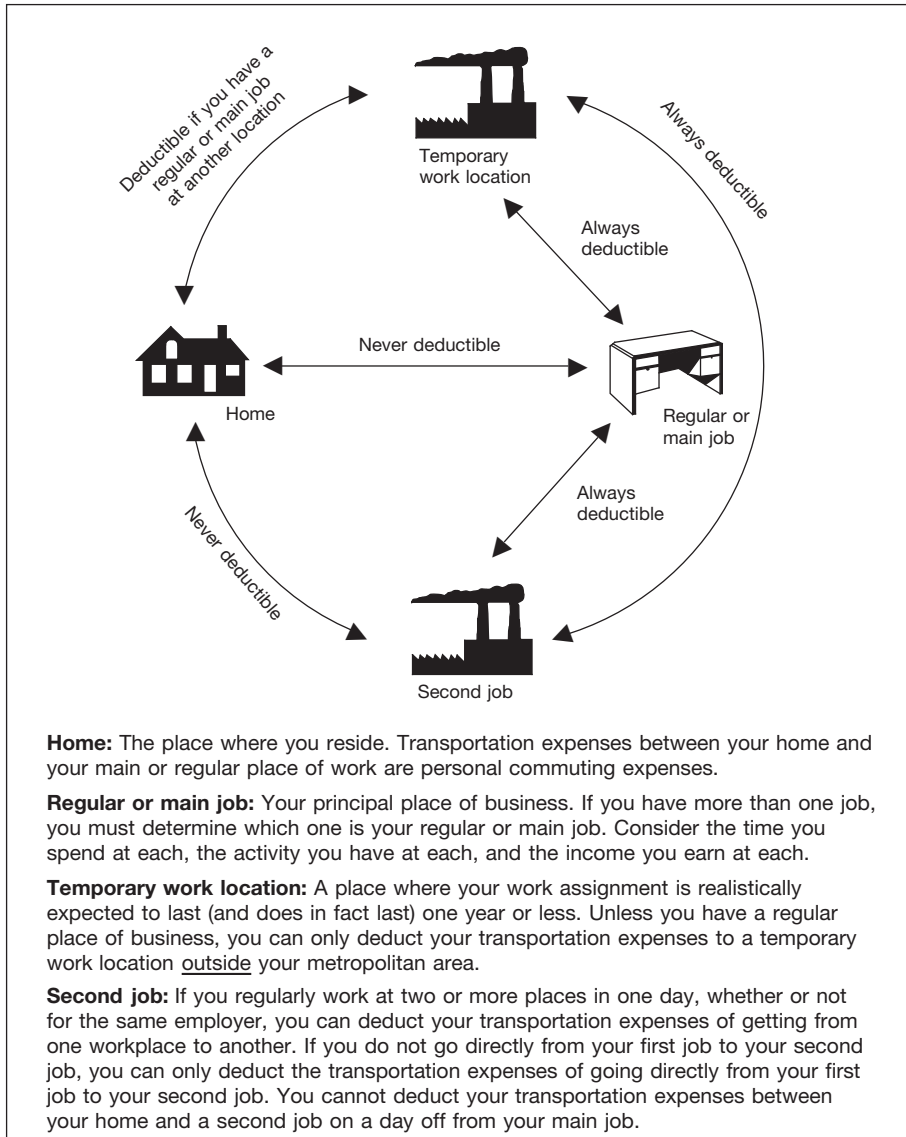 Deductible if you have a
regular or main job
at another location
Always deductible
Temporary
work location
Always
deductible
Never deductible
Home
Regular or
main job
Always
deductible
Never deductible
Second job
Home: The place where you reside. Transportation expenses between your home and
your main or regular place of work are personal commuting expenses.
Regular or main job: Your principal place of business. If you have more than one job,
you must determine which one is your regular or main job. Consider the time you
spend at each, the activity you have at each, and the income you earn at each.
Temporary work location: A place where your work assignment is realistically
expected to last (and does in fact last) one year or less. Unless you have a regular
place of business, you can only deduct your transportation expenses to a temporary
work location outside your metropolitan area.
Second job: If you regularly work at two or more places in one day, whether or not
for the same employer, you can deduct your transportation expenses of getting from
one workplace to another. If you do not go directly from your first job to your second
job, you can only deduct the transportation expenses of going directly from your first
job to your second job. You cannot deduct your transportation expenses between
your home and a second job on a day off from your main job.